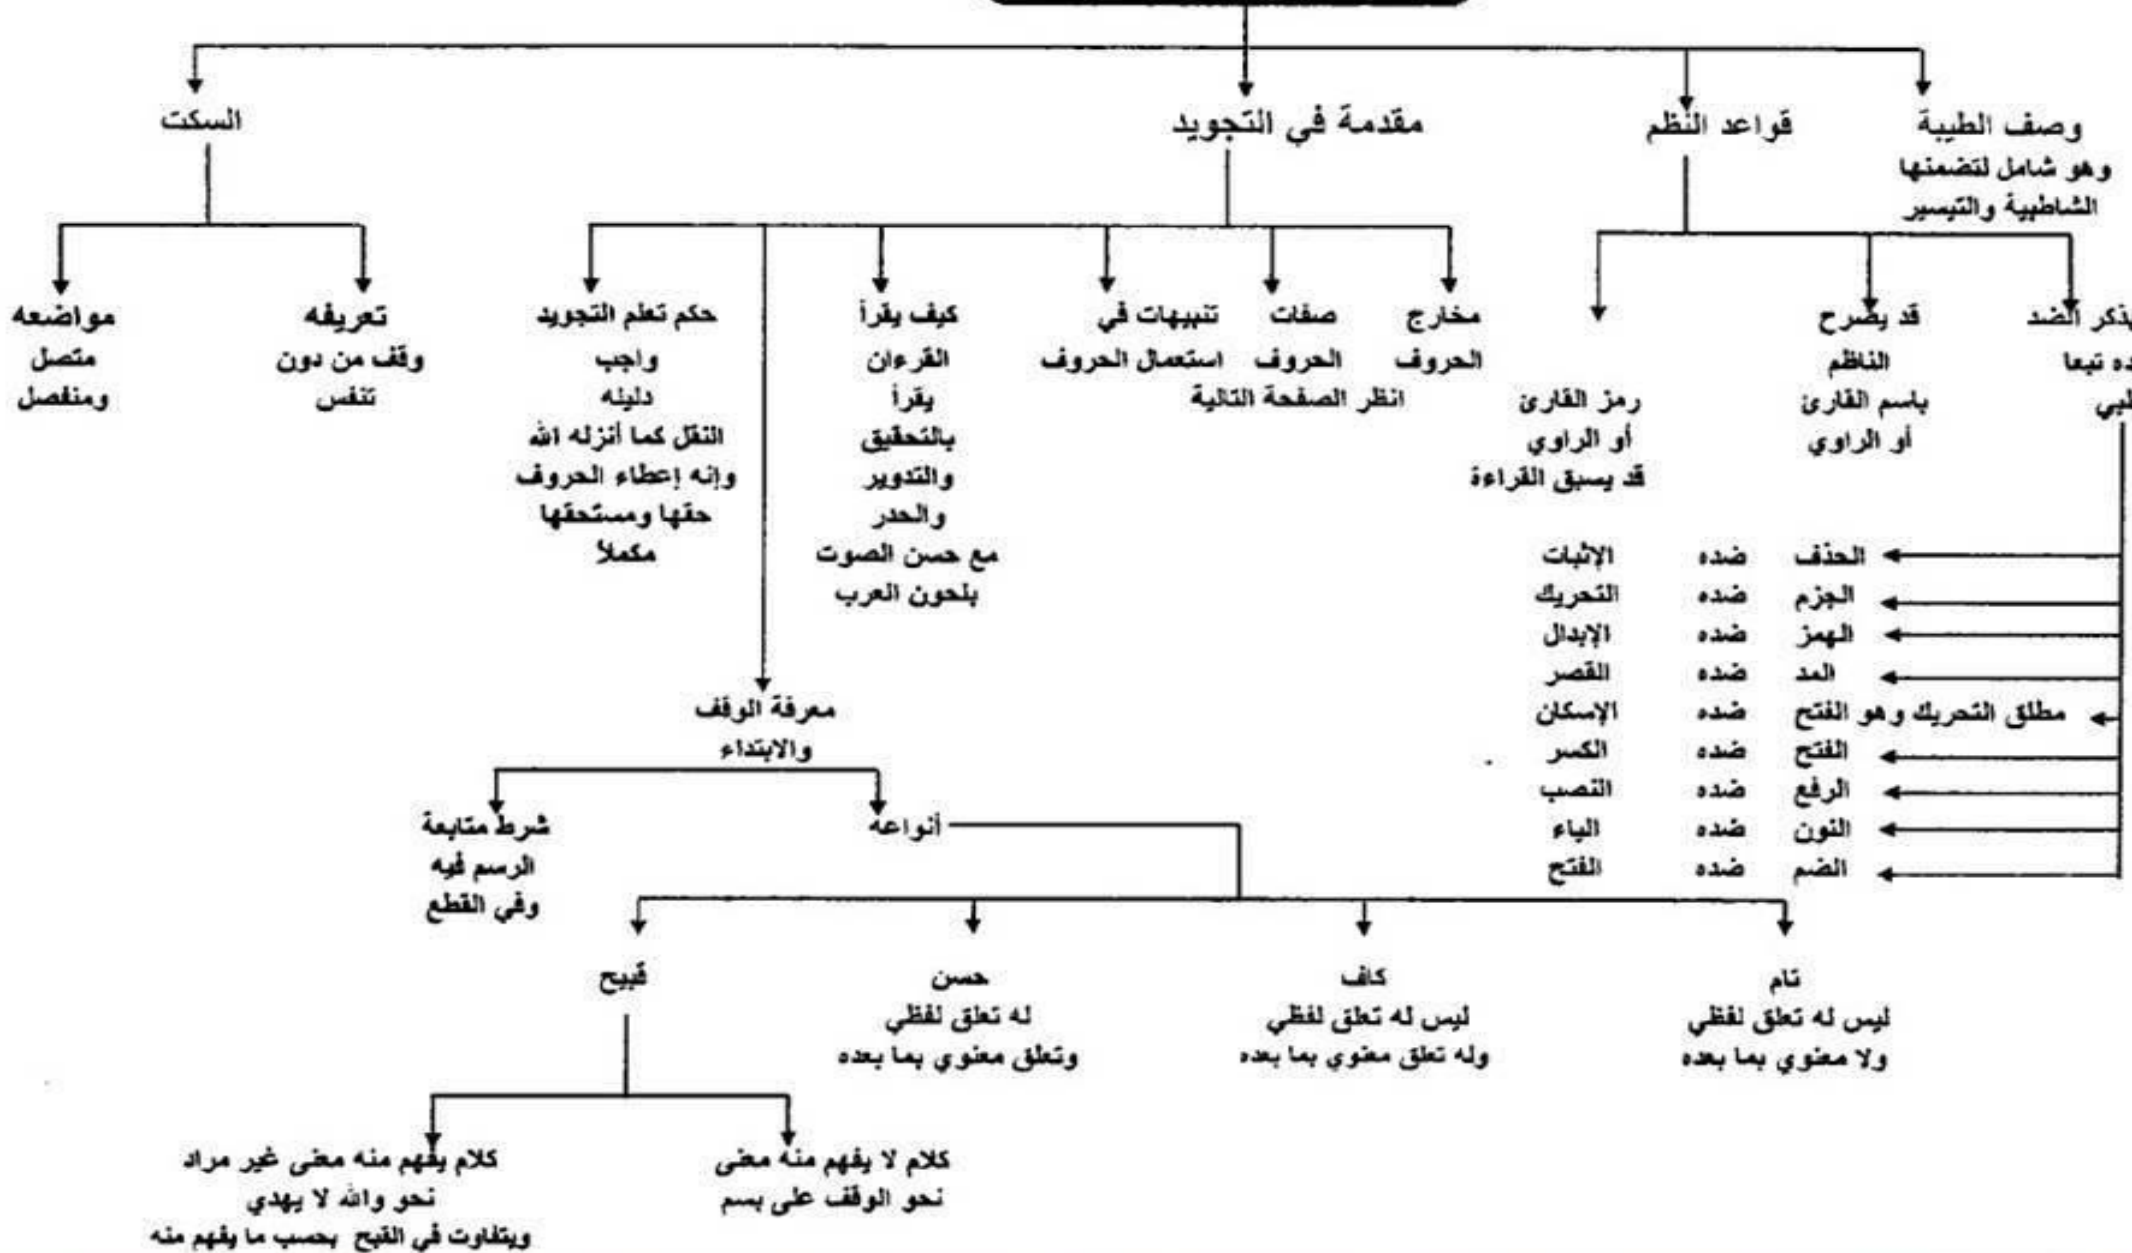 وصف الطيبة
وهو شامل لتضمنها
الشاطبية والتيسير
قواعد النظم
يذكر الضد
تبعا
قد يصرح
الناظم
باسم القارئ
أو الراوي
رمز القارئ
أو الراوي
قد يسبق القراءة
الحذف ضده الإثبات
الجزم ضده التحريك
الهمز ضده الإبدال
المد ضده القصر
مطلق التحريك وهو الفتح ضده الإسكان
الفتح ضده الكسر
الرفع ضده النصب
النون ضده الياء
الضم ضده الفتح
مقدمة في التجويد
مخارج
الحروف
صفات
الحروف
تنبيهات في
استعمال الحروف
انظر الصفحة التالية
كيف يقرأ
القرءان
يقرأ
بالتحقيق
والتدوير
والحدر
مع حسن الصوت
بلحون العرب
معرفة الوقف
والابتداء
أنواعه
تام
ليس له تعلق لفظي
ولا معنوي بما بعده
كاف
ليس له تعلق لفظي
وله تعلق معنوي بما بعده
حسن
له تعلق لفظي
وتعلق معنوي بما بعده
قبيح
كلام لا يفهم منه معنى
نحو الوقف على بسم
كلام يفهم منه معنى غير مراد
نحو والله لا يهدي
ويتفاوت في القبح بحسب ما يفهم منه
شرط متابعة
الرسم فيه
وفي القطع
حكم تعلم التجويد
واجب
دليله
النقل كما أنزله الله
وإنه إعطاء الحروف
حقها ومستحقها
مكملاً
السكت
تعريفه
وقف من دون
تنفس
مواضعه
متصل
ومنفصل